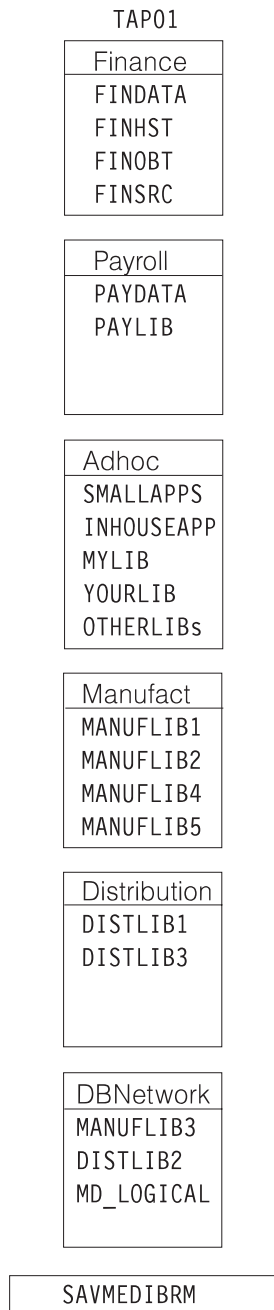 TAP01
Finance
FINDATA
FINHST
FINOBT
FINSRC
Payroll
PAYDATA
PAYLIB
Adhoc
SMALLAPPS
INHOUSEAPP
MYLIB
YOURLIB
OTHERLIBs
Manufact
MANUFLIB1
MANUFLIB2
MANUFLIB4
MANUFLIB5
Distribution
DISTLIB1
DISTLIB3
DBNetwork
MANUFLIB3
DISTLIB2
MD_LOGICAL
SAVMEDIBRM